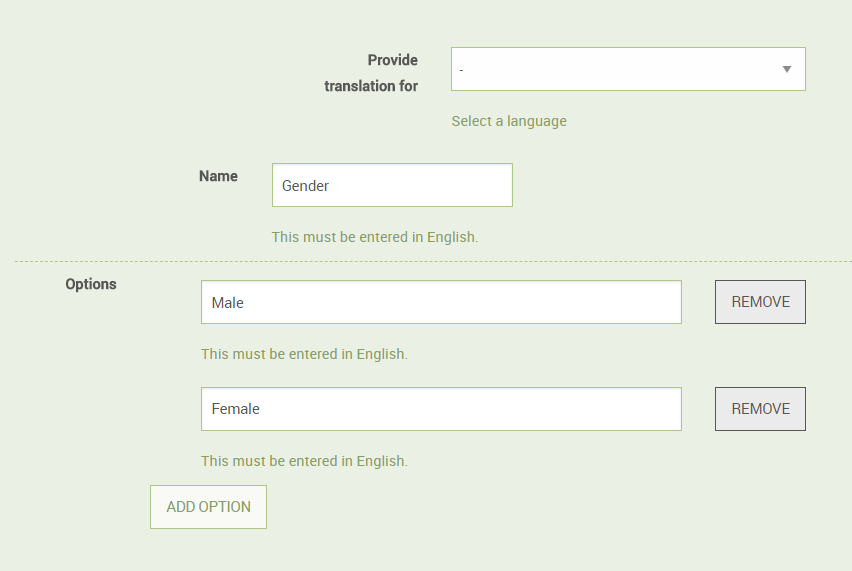 Provide
translation for
-
Select a language
Name
Gender
This must be entered in English.
Options
Male
REMOVE
This must be entered in English.
Female
REMOVE
This must be entered in English.
ADD OPTION